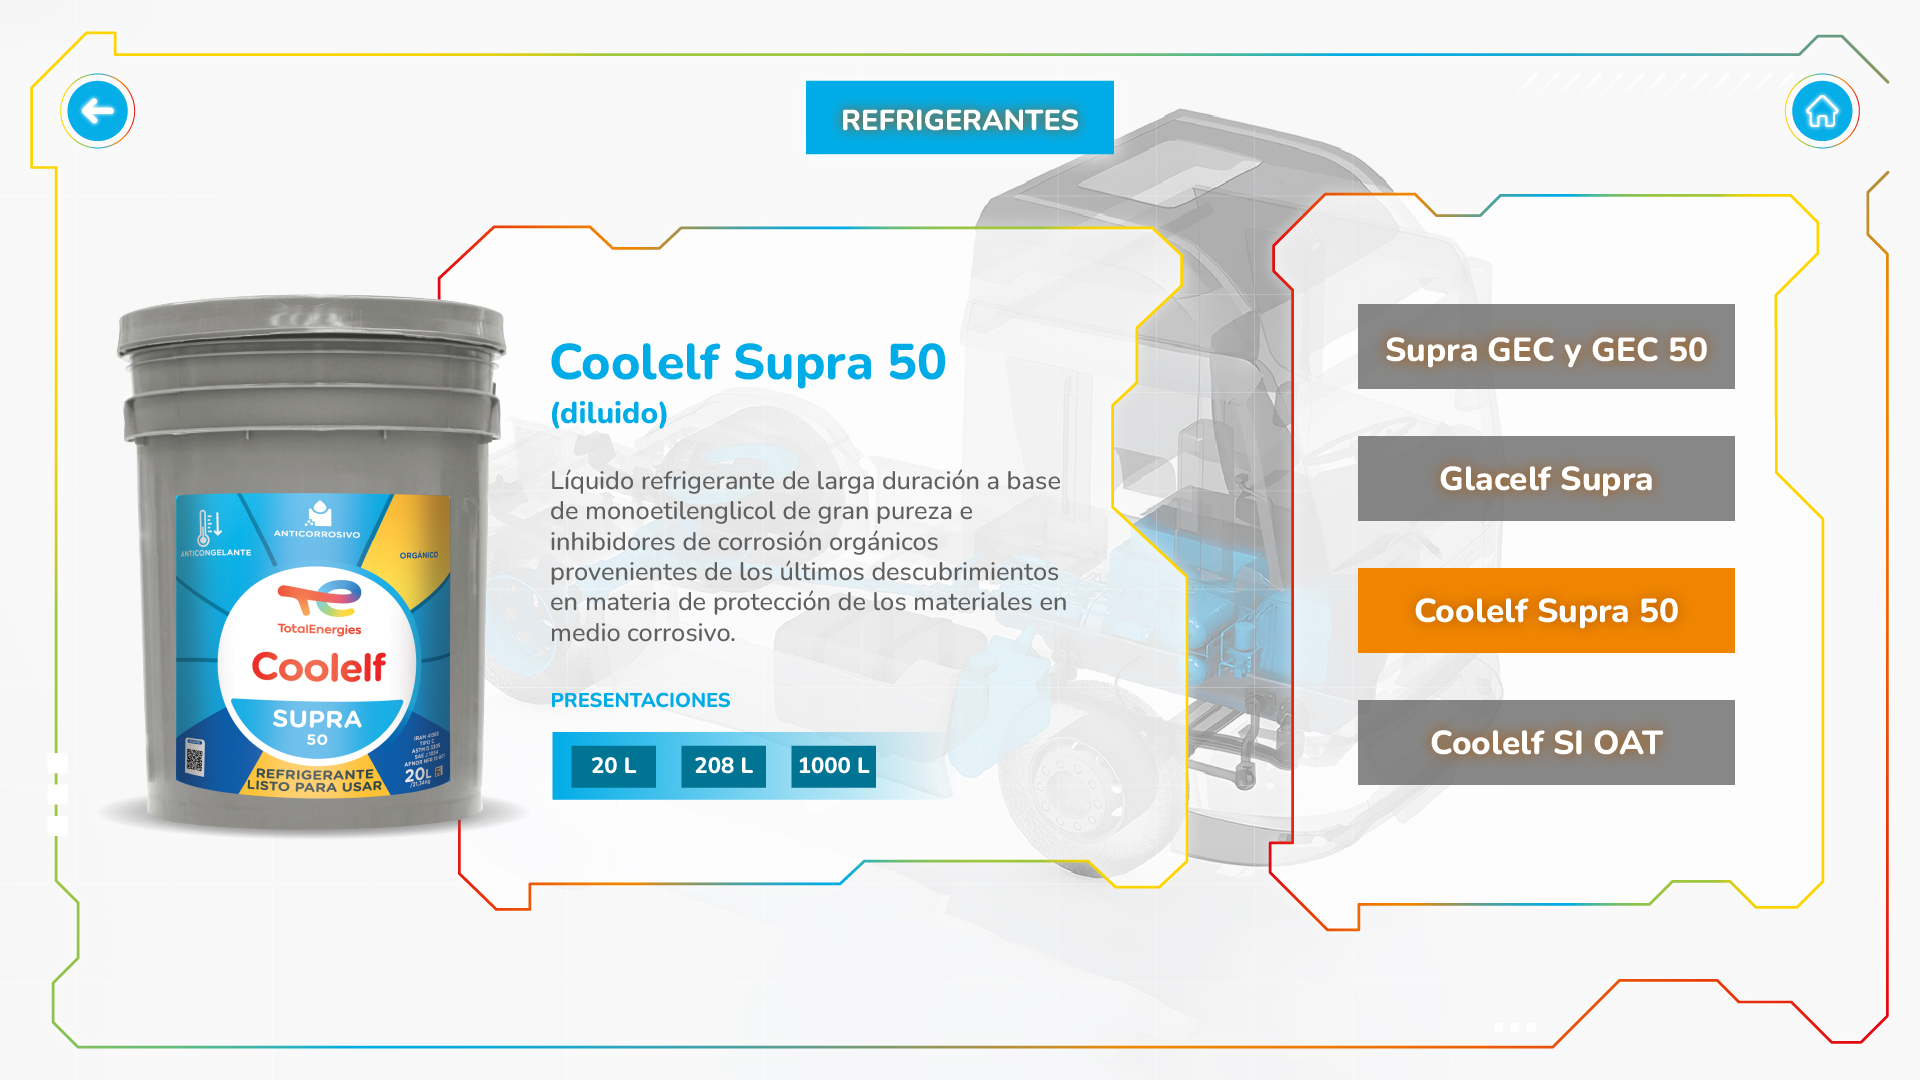 REFRIGERANTES
Coolelf Supra 50
(diluido)
Líquido refrigerante de larga duración a base
de monoetilenglicol de gran pureza e
inhibidores de corrosión orgánicos
provenientes de los últimos descubrimientos
en materia de protección de los materiales en
medio corrosivo.
PRESENTACIONES
20 L
208 L
1000 L
ANTICONGELANTE
ANTICORROSIVO
ORGÁNICO
TotalEnergies
Coolelf
SUPRA
50
REFRIGERANTE
LISTO PARA USAR
20L
Supra GEC y GEC 50
Glacelf Supra
Coolelf Supra 50
Coolelf SI OAT